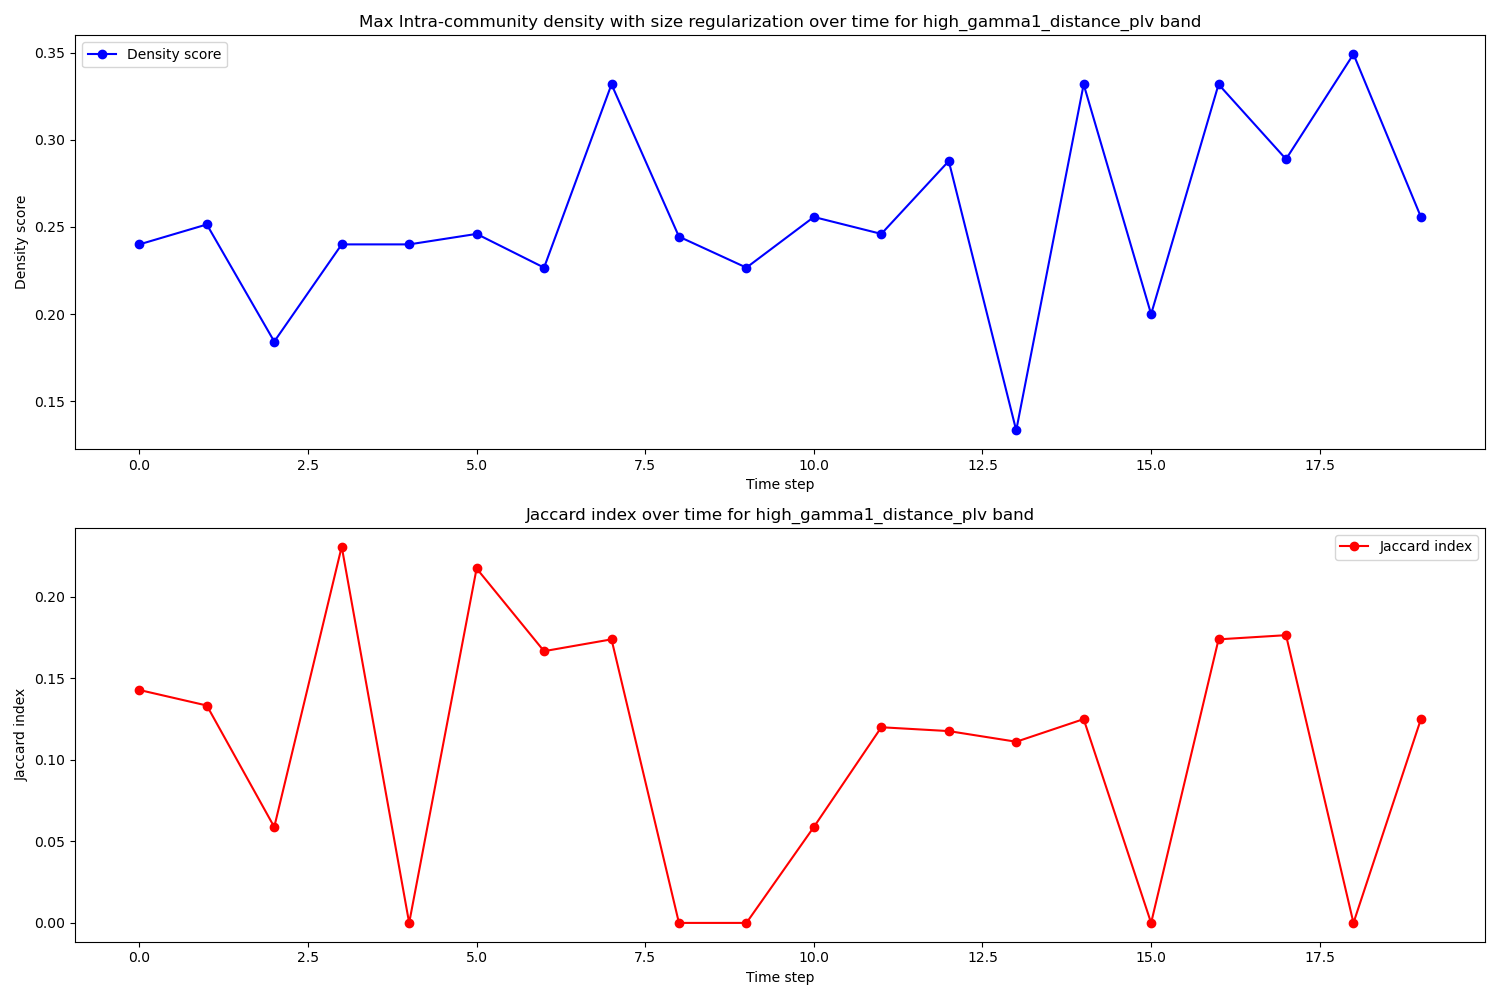 Max Intra-community density with size regularization over time for high_gamma1_distance_plv band
Density score
0.35
0.30
0.25
0.20
0.15
Density score
0.0 2.5 5.0 7.5 10.0 12.5 15.0 17.5
Time step
Jaccard index over time for high_gamma1_distance_plv band
Jaccard index
0.20
0.15
0.10
0.05
0.00
Jaccard index
0.0 2.5 5.0 7.5 10.0 12.5 15.0 17.5
Time step